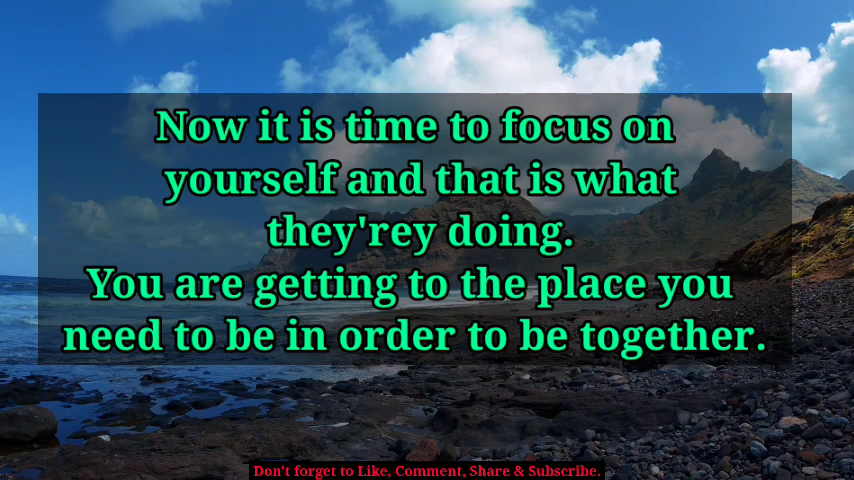 Now it is time to focus on
yourself and that is what
they'rey doing.
You are getting to the place you
need to be in order to be together.
Don't forget to Like, Comment, Share & Subscribe.